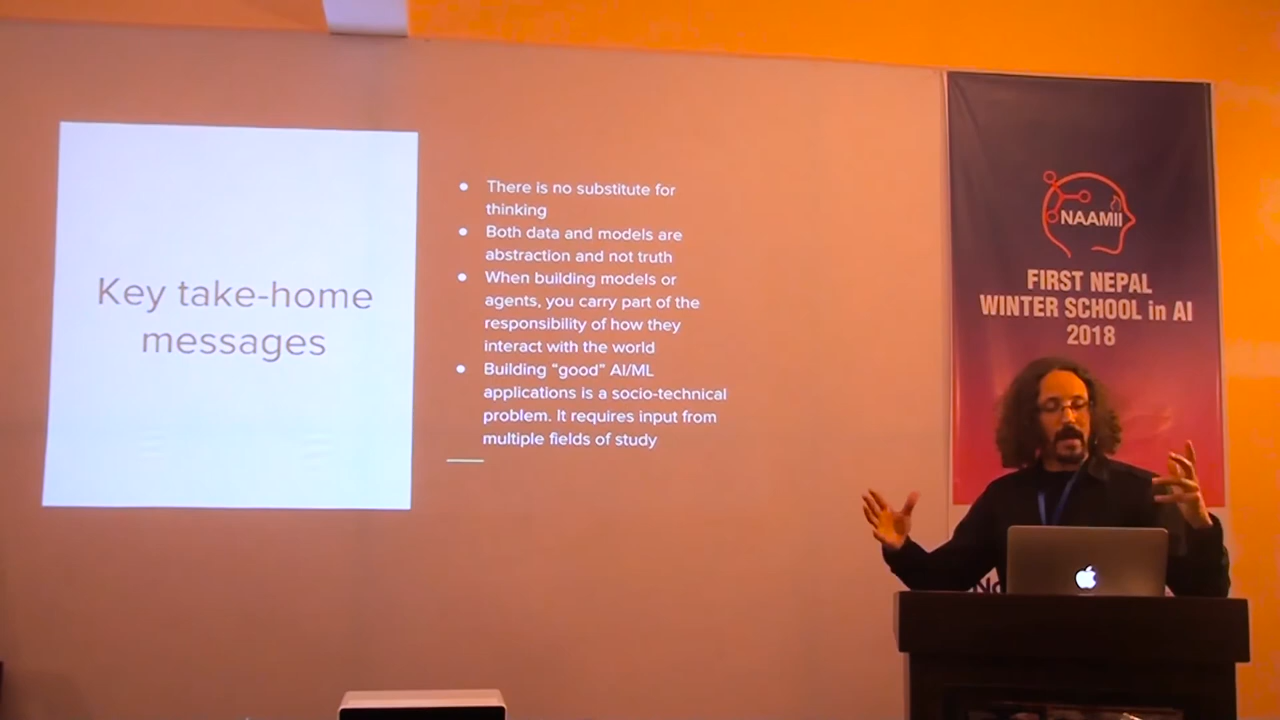 Key take-home
messages
● There is no substitute for
thinking
● Both data and models are
abstraction and not truth
● When building models or
agents, you carry part of the
responsibility of how they
interact with the world
● Building “good” AI/ML
applications is a socio-technical
problem. It requires input from
multiple fields of study
NAAMII
FIRST NEPAL
WINTER SCHOOL in AI
2018